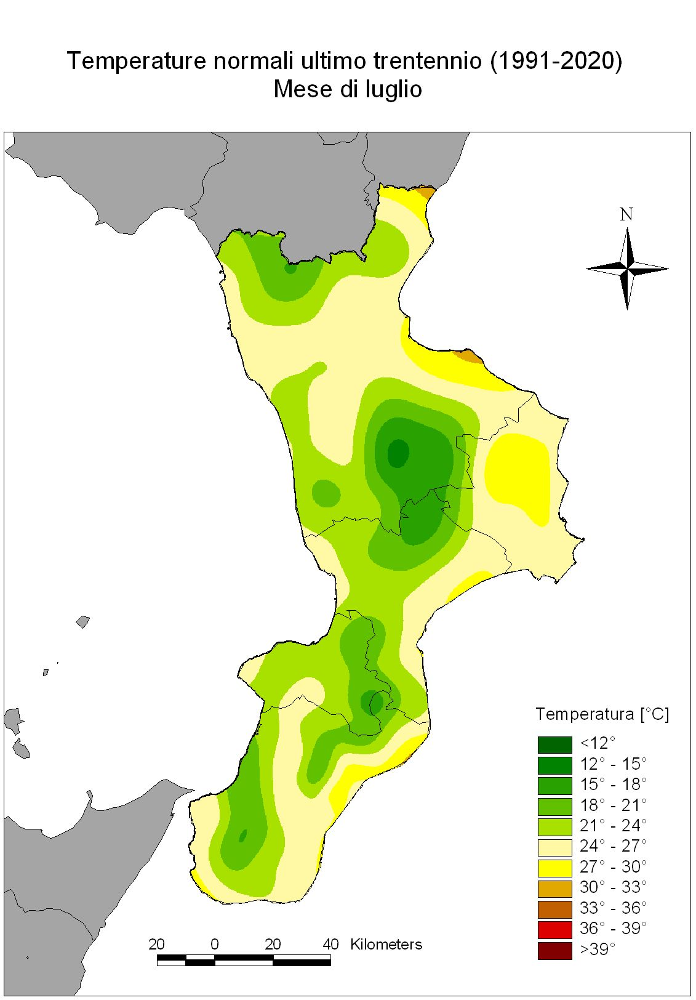 Temperature normali ultimo trentennio (1991-2020)
Mese di luglio
N
Temperatura [°C]
<12°
12° - 15°
15° - 18°
18° - 21°
21° - 24°
24° - 27°
27° - 30°
30° - 33°
33° - 36°
36° - 39°
>39°
20 0 20 40 Kilometers